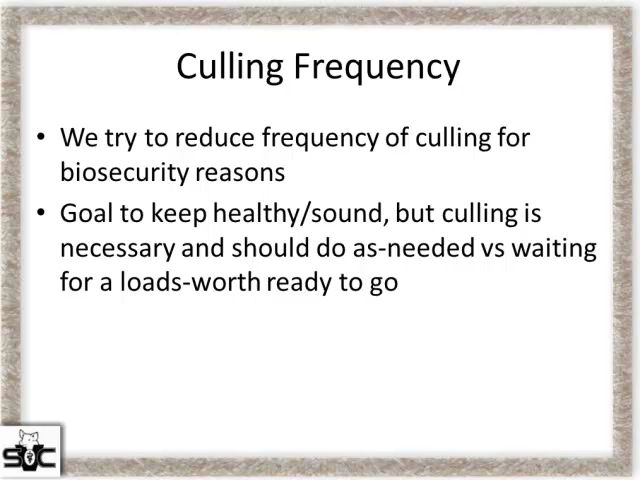 Culling Frequency
• We try to reduce frequency of culling for
biosecurity reasons
• Goal to keep healthy/sound, but culling is
necessary and should do as-needed vs waiting
for a loads-worth ready to go
SVC